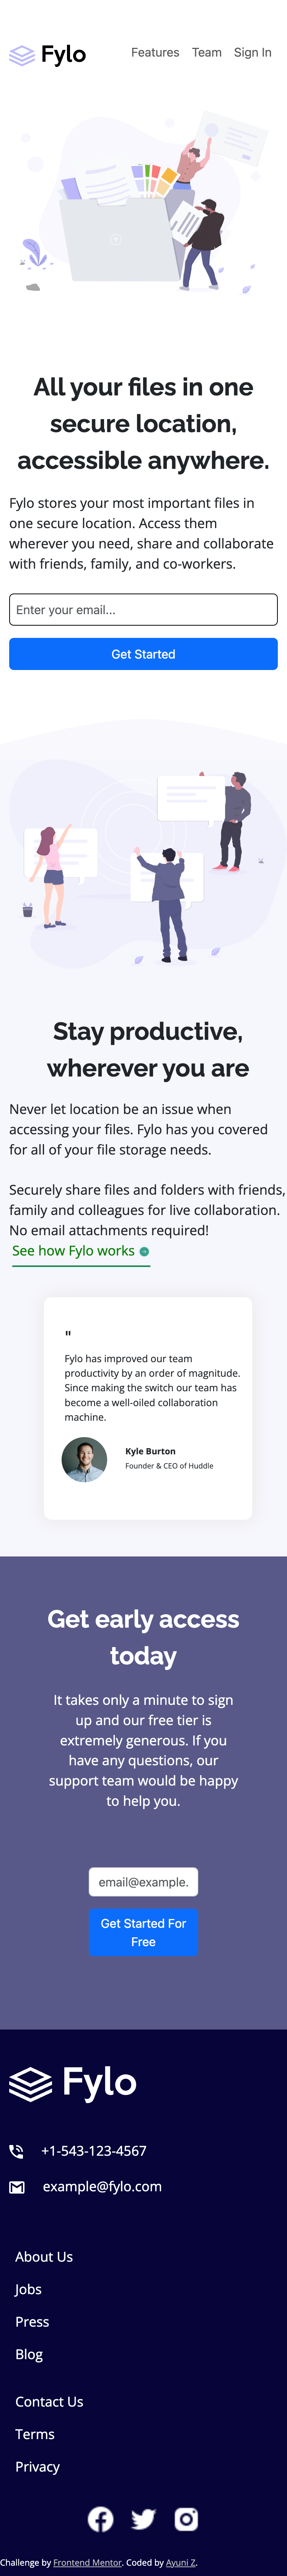 Fylo
Features Team Sign In
All your files in one
secure location,
accessible anywhere.
Fylo stores your most important files in
one secure location. Access them
wherever you need, share and collaborate
with friends, family, and co-workers.
Enter your email...
Get Started
Stay productive,
wherever you are
Never let location be an issue when
accessing your files. Fylo has you covered
for all of your file storage needs.
Securely share files and folders with friends,
family and colleagues for live collaboration.
No email attachments required!
See how Fylo works
"
Fylo has improved our team
productivity by an order of magnitude.
Since making the switch our team has
become a well-oiled collaboration
machine.
Kyle Burton
Founder & CEO of Huddle
Get early access
today
It takes only a minute to sign
up and our free tier is
extremely generous. If you
have any questions, our
support team would be happy
to help you.
email@example.
Get Started For
Free
Fylo
+1-543-123-4567
example@fylo.com
About Us
Jobs
Press
Blog
Contact Us
Terms
Privacy
Challenge by Frontend Mentor. Coded by Ayuni Z.